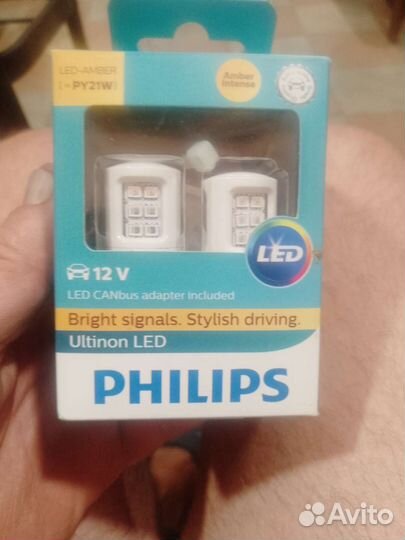 LED-AMBER
[~PY21W]
Amber
intense
LED
12 V
LED CANbus adapter included
Bright signals. Stylish driving.
Ultinon LED
PHILIPS
Avito